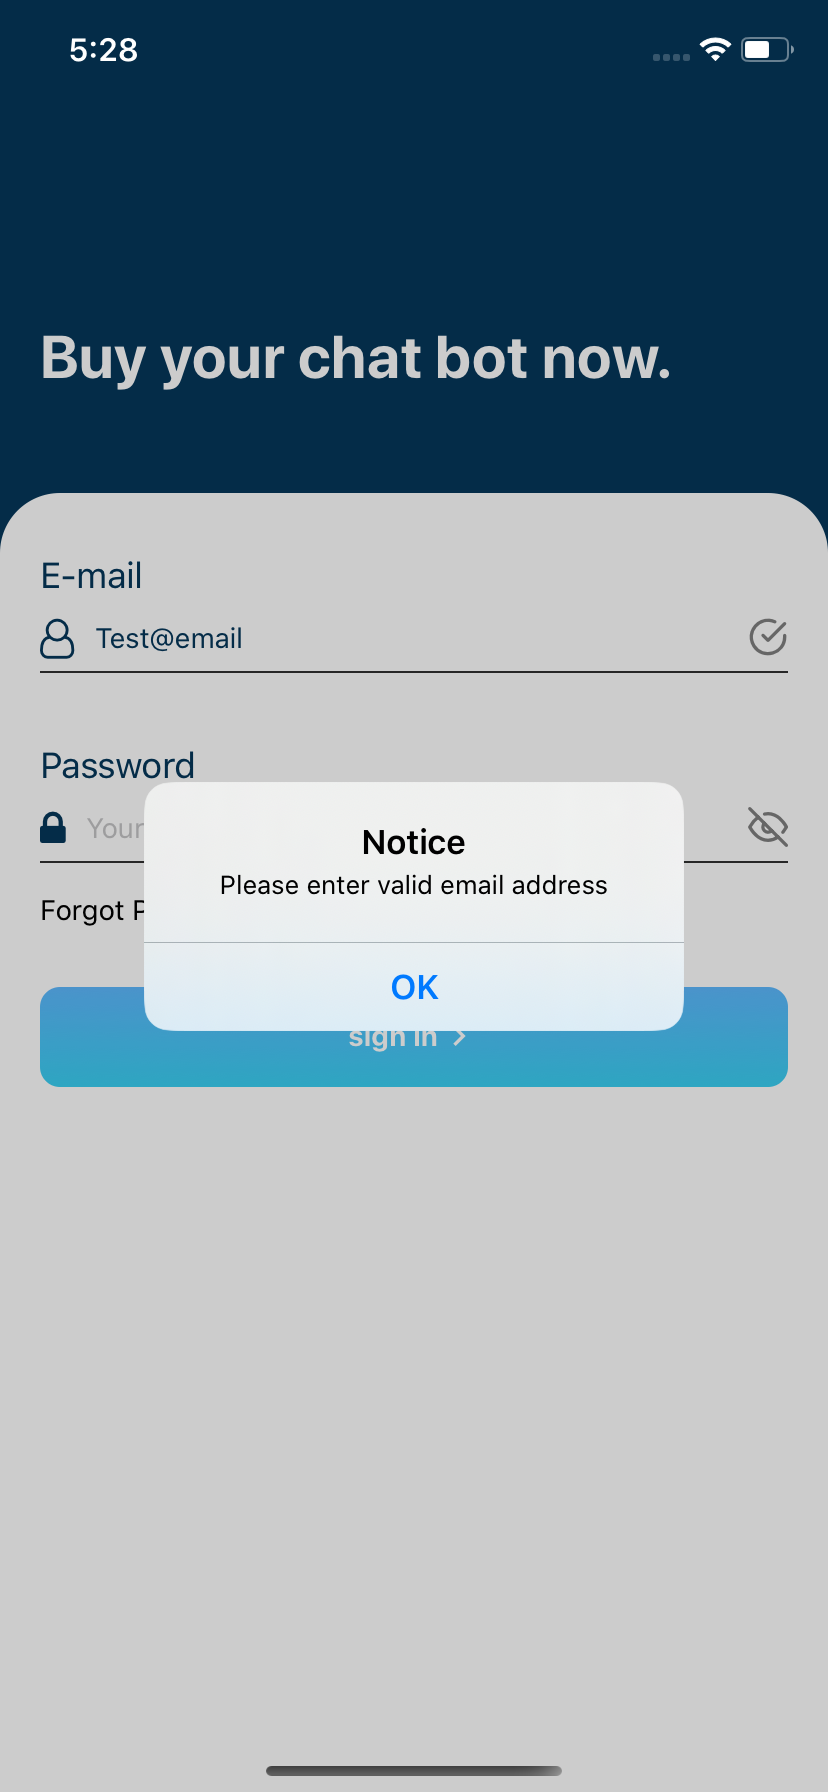 5:28
Buy your chat bot now.
E-mail
Test@email
Password
Your
Notice
Please enter valid email address
Forgot P
OK
sign in